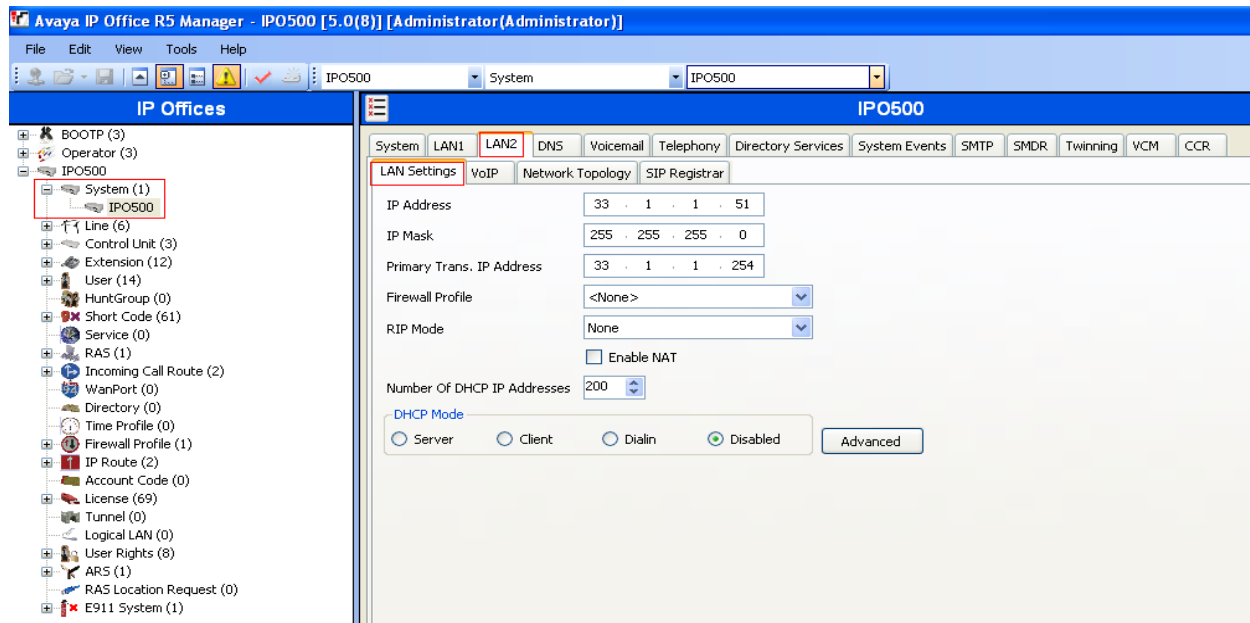 Avaya IP Office R5 Manager - IPO500 [5.0(8)] [Administrator(Administrator)]
File Edit View Tools Help
IPO500 System IPO500
IP Offices
BOOTP (3)
Operator (3)
IPO500
System (1)
IPO500
Line (6)
Control Unit (3)
Extension (12)
User (14)
HuntGroup (0)
Short Code (61)
Service (0)
RAS (1)
Incoming Call Route (2)
WanPort (0)
Directory (0)
Time Profile (0)
Firewall Profile (1)
IP Route (2)
Account Code (0)
License (69)
Tunnel (0)
Logical LAN (0)
User Rights (8)
ARS (1)
RAS Location Request (0)
E911 System (1)
IPO500
System LAN1 LAN2 DNS Voicemail Telephony Directory Services System Events SMTP SMDR Twinning VCM CCR
LAN Settings VoIP Network Topology SIP Registrar
IP Address 33 . 1 . 1 . 51
IP Mask 255 . 255 . 255 . 0
Primary Trans. IP Address 33 . 1 . 1 . 254
Firewall Profile <None>
RIP Mode None
Enable NAT
Number Of DHCP IP Addresses 200
DHCP Mode
Server Client Dialin Disabled Advanced